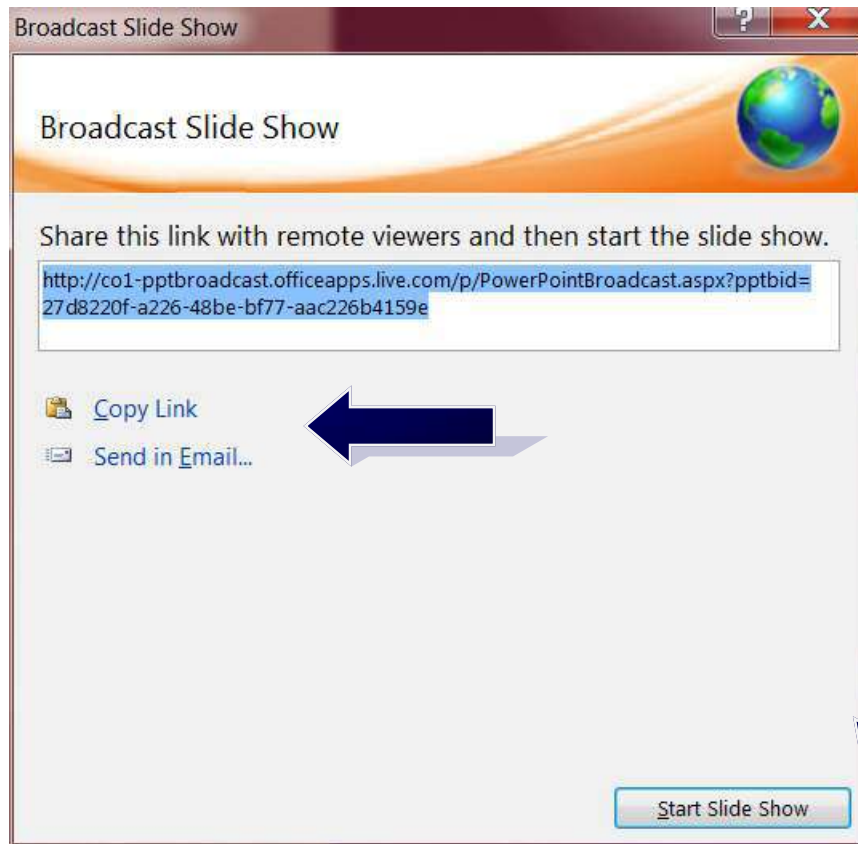 Broadcast Slide Show
Broadcast Slide Show
Share this link with remote viewers and then start the slide show.
http://co1-pptbroadcast.officeapps.live.com/p/PowerPointBroadcast.aspx?pptbid=
27d8220f-a226-48be-bf77-aac226b4159e
Copy Link
Send in Email...
Start Slide Show